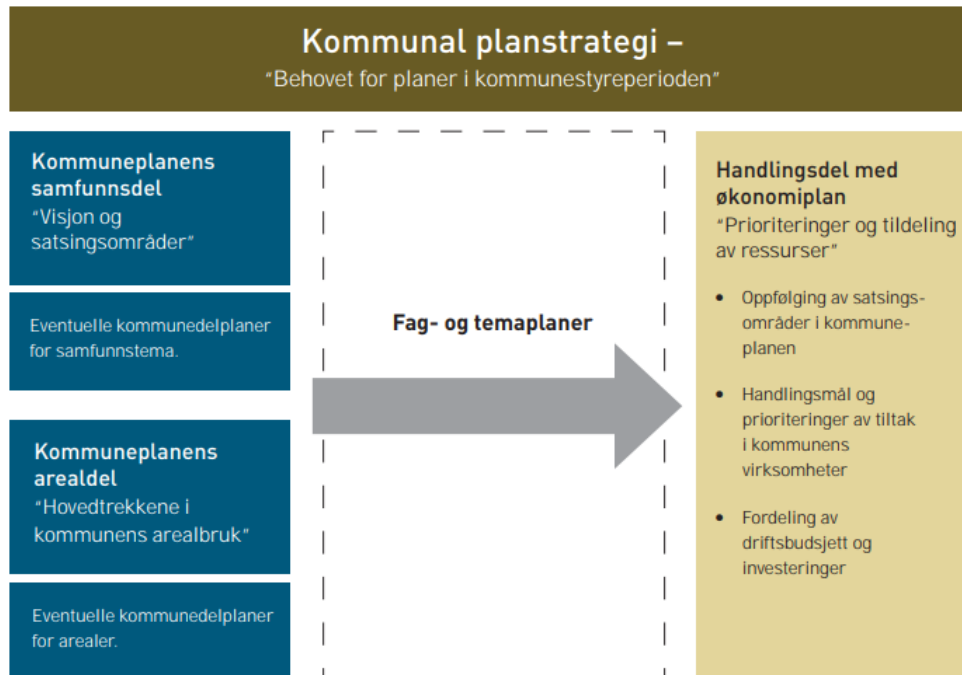 Kommunal planstrategi –
“Behovet for planer i kommunestyreperioden”
Kommuneplanens
samfunnsdel
“Visjon og
satsingsområder”
Eventuelle kommunedelplaner
for samfunnstema.
Kommuneplanens
arealdel
“Hovedtrekkene i
kommunens arealbruk”
Eventuelle kommunedelplaner
for arealer.
Fag- og temaplaner
Handlingsdel med
økonomiplan
“Prioriteringer og tildeling
av ressurser”
• Oppfølging av satsings-
områder i kommune-
planen
• Handlingsmål og
prioriteringer av tiltak
i kommunens
virksomheter
• Fordeling av
driftsbudsjett og
investeringer